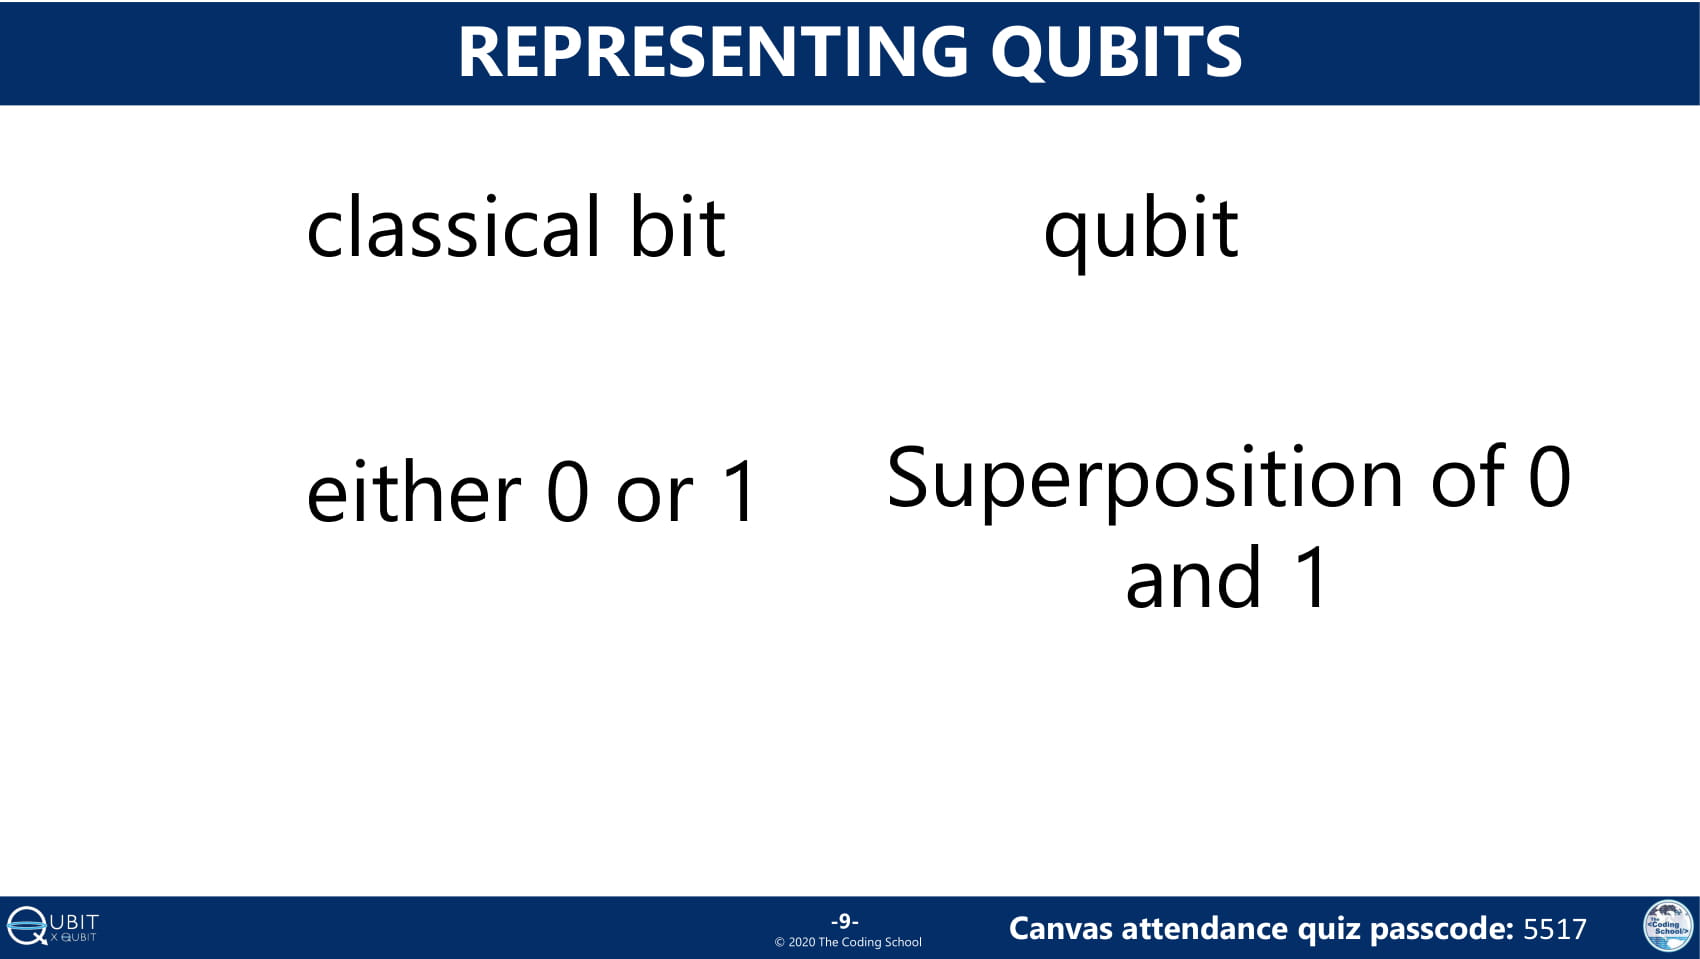 REPRESENTING QUBITS
classical bit
qubit
either 0 or 1
Superposition of 0
and 1
QUBIT
X QUBIT
-9-
© 2020 The Coding School
Canvas attendance quiz passcode: 5517
The
<Coding
School/>